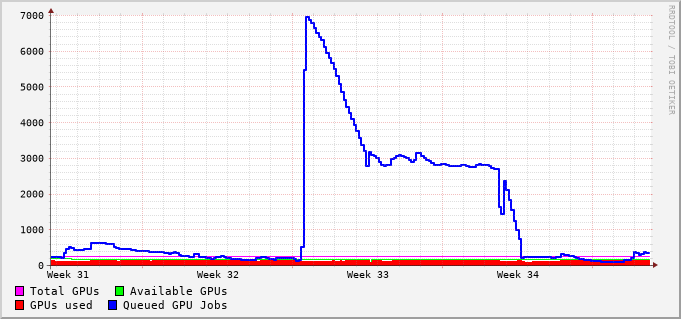 7000
6000
5000
4000
3000
2000
1000
0
Week 31 Week 32 Week 33 Week 34
Total GPUs Available GPUs
GPUs used Queued GPU Jobs
RRDTOOL / TOBI OETIKER